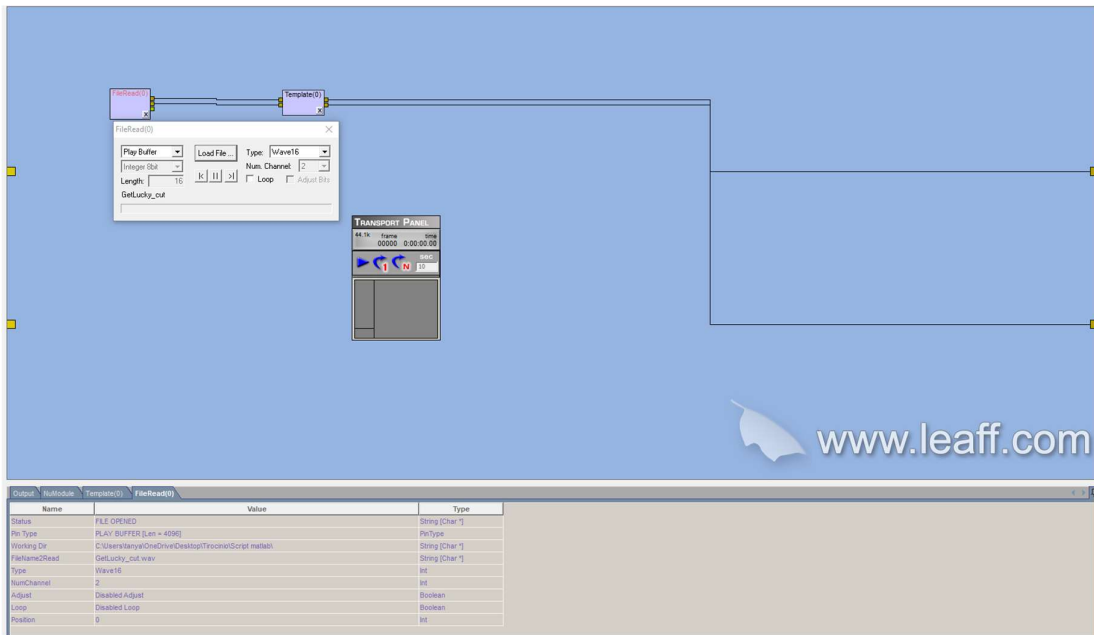 FileRead(0)
X
Template(0)
X
FileRead(0)
Play Buffer
Load File ...
Type: Wave16
Integer 8bit
Num. Channel: 2
Length: 16
Loop
Adjust Bits
GetLucky_cut
TRANSPORT PANEL
44.1k frame time
00000 0:00:00.00
1 N sec
10
www.leaff.com
Output NuModule Template(0) FileRead(0)
Name Value Type
Status FILE OPENED String [Char *]
Pin Type PLAY BUFFER [Len = 4096] PinType
Working Dir C:\Users\tanya\OneDrive\Desktop\Tirocinio\Script matlab\ String [Char *]
FileName2Read GetLucky_cut.wav String [Char *]
Type Wave16 Int
NumChannel 2 Int
Adjust Disabled Adjust Boolean
Loop Disabled Loop Boolean
Position 0 Int